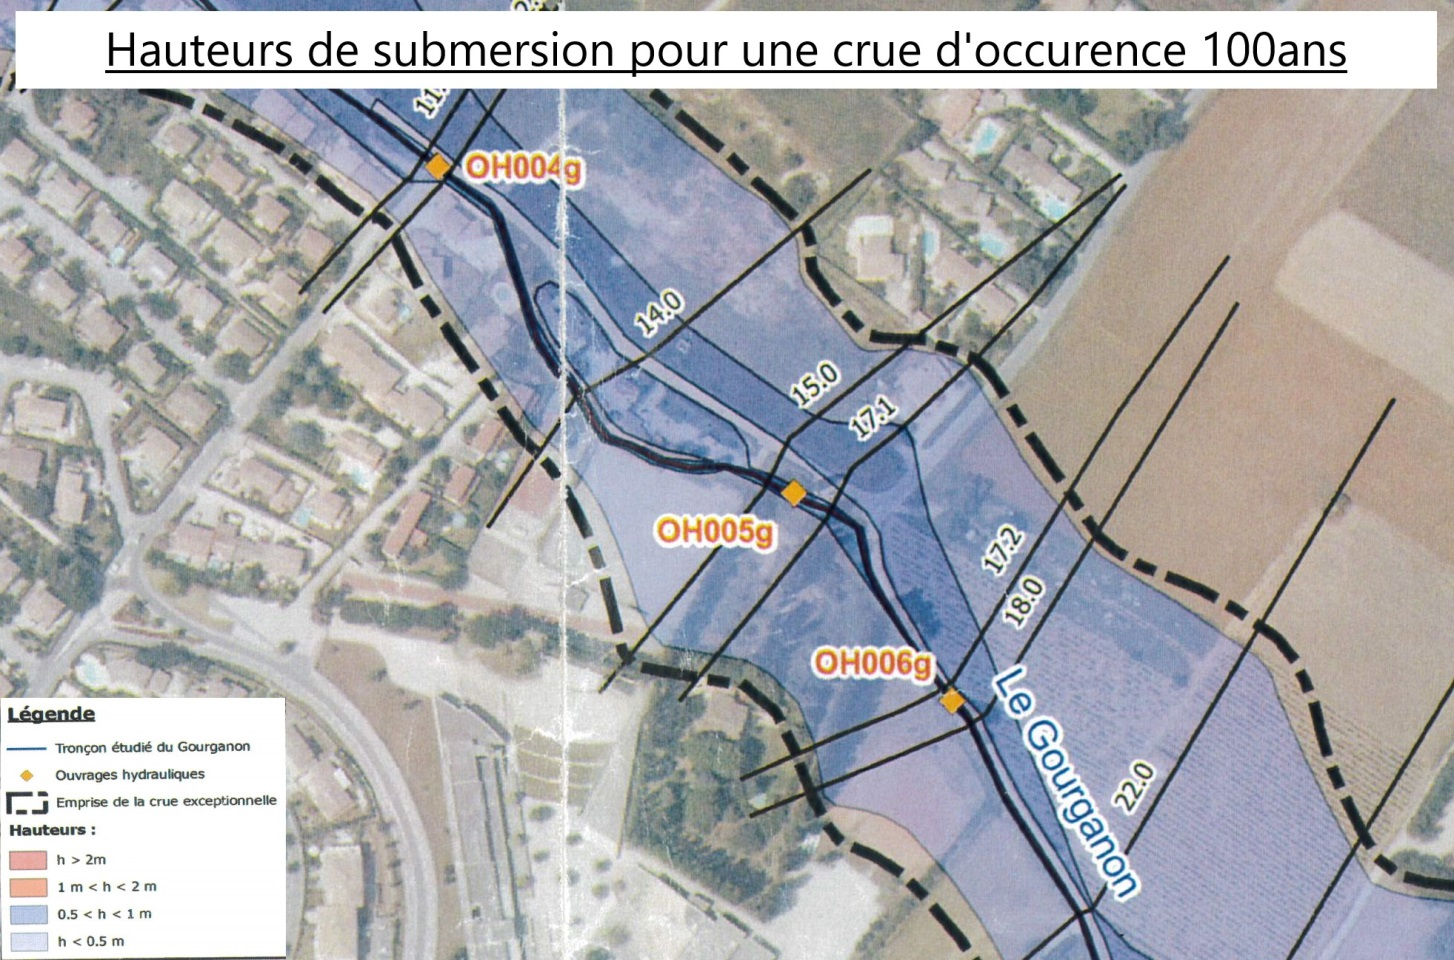 Hauteurs de submersion pour une crue d'occurence 100ans
OH004g
14.0
15.0
17.1
OH005g
17.2
18.0
OH006g
Le Gourganon
22.0
Légende
Tronçon étudié du Gourganon
Ouvrages hydrauliques
Emprise de la crue exceptionnelle
Hauteurs :
h > 2m
1 m < h < 2 m
0.5 < h < 1 m
h < 0.5 m